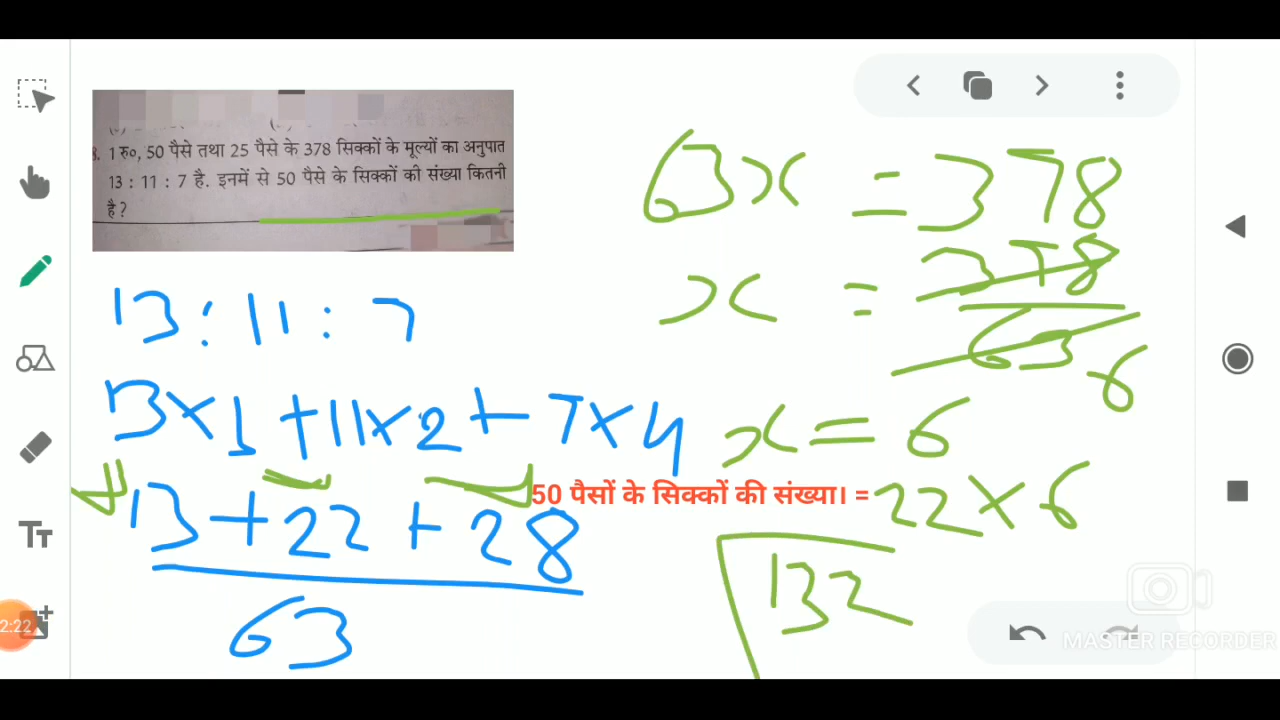 8. 1 रु०, 50 पैसे तथा 25 पैसे के 378 सिक्कों के मूल्यों का अनुपात
13 : 11 : 7 है. इनमें से 50 पैसे के सिक्कों की संख्या कितनी
है ?
13 : 11 : 7
13 x 1 + 11 x 2 + 7 x 4
13 + 22 + 28
63
63x = 378
x = 378
63 6
x = 6
50 पैसों के सिक्कों की संख्या। = 22 x 6
132
Tт
2:22
MASTER RECORDER